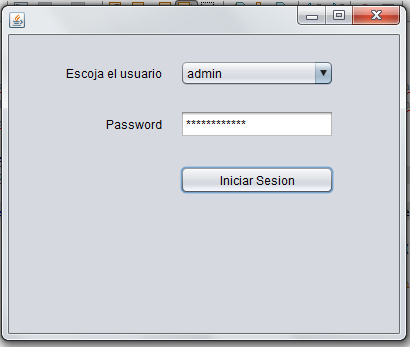 Escoja el usuario admin
Password ************
Iniciar Sesion